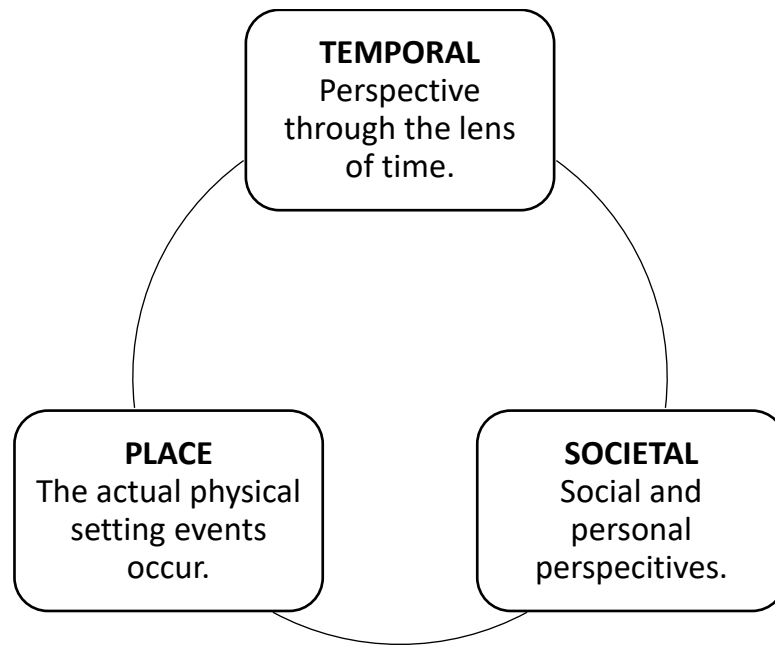 TEMPORAL
Perspective
through the lens
of time.
PLACE
The actual physical
setting events
occur.
SOCIETAL
Social and
personal
perspecitives.